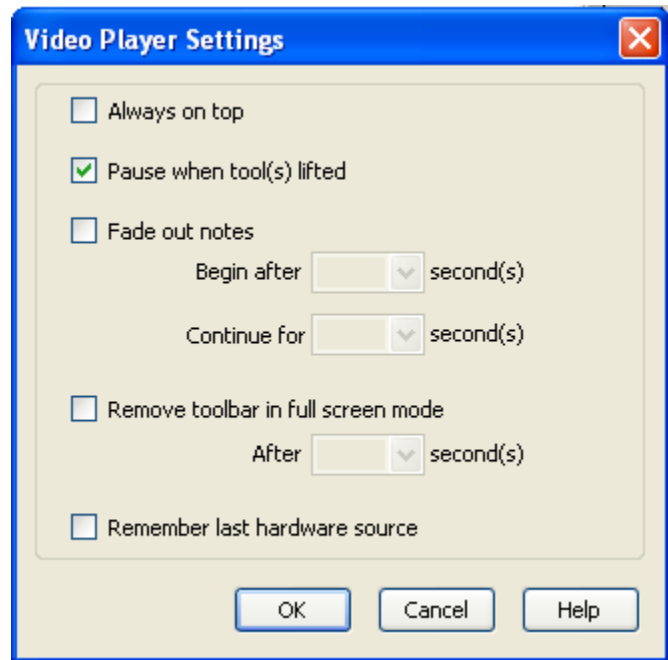 Video Player Settings
Always on top
Pause when tool(s) lifted
Fade out notes
Begin after second(s)
Continue for second(s)
Remove toolbar in full screen mode
After second(s)
Remember last hardware source
OK Cancel Help